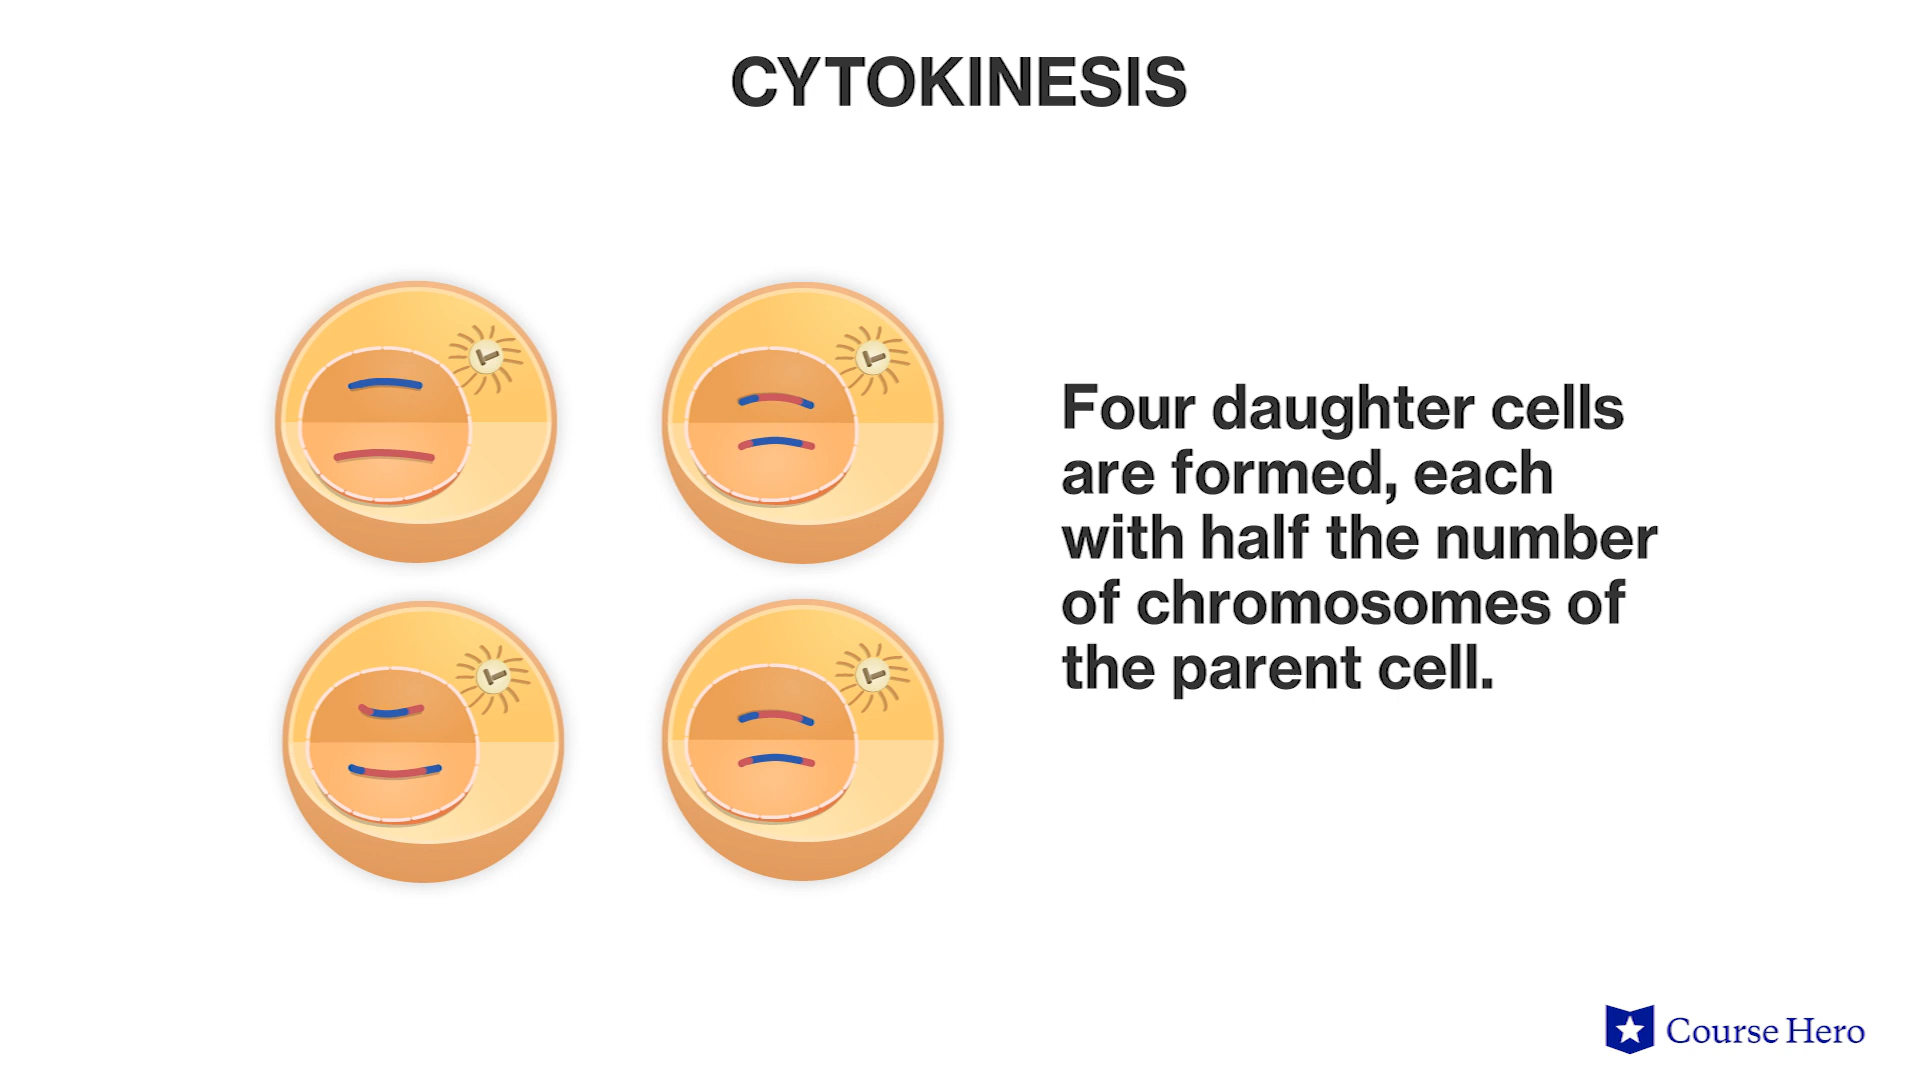 CYTOKINESIS
Four daughter cells
are formed, each
with half the number
of chromosomes of
the parent cell.
Course Hero